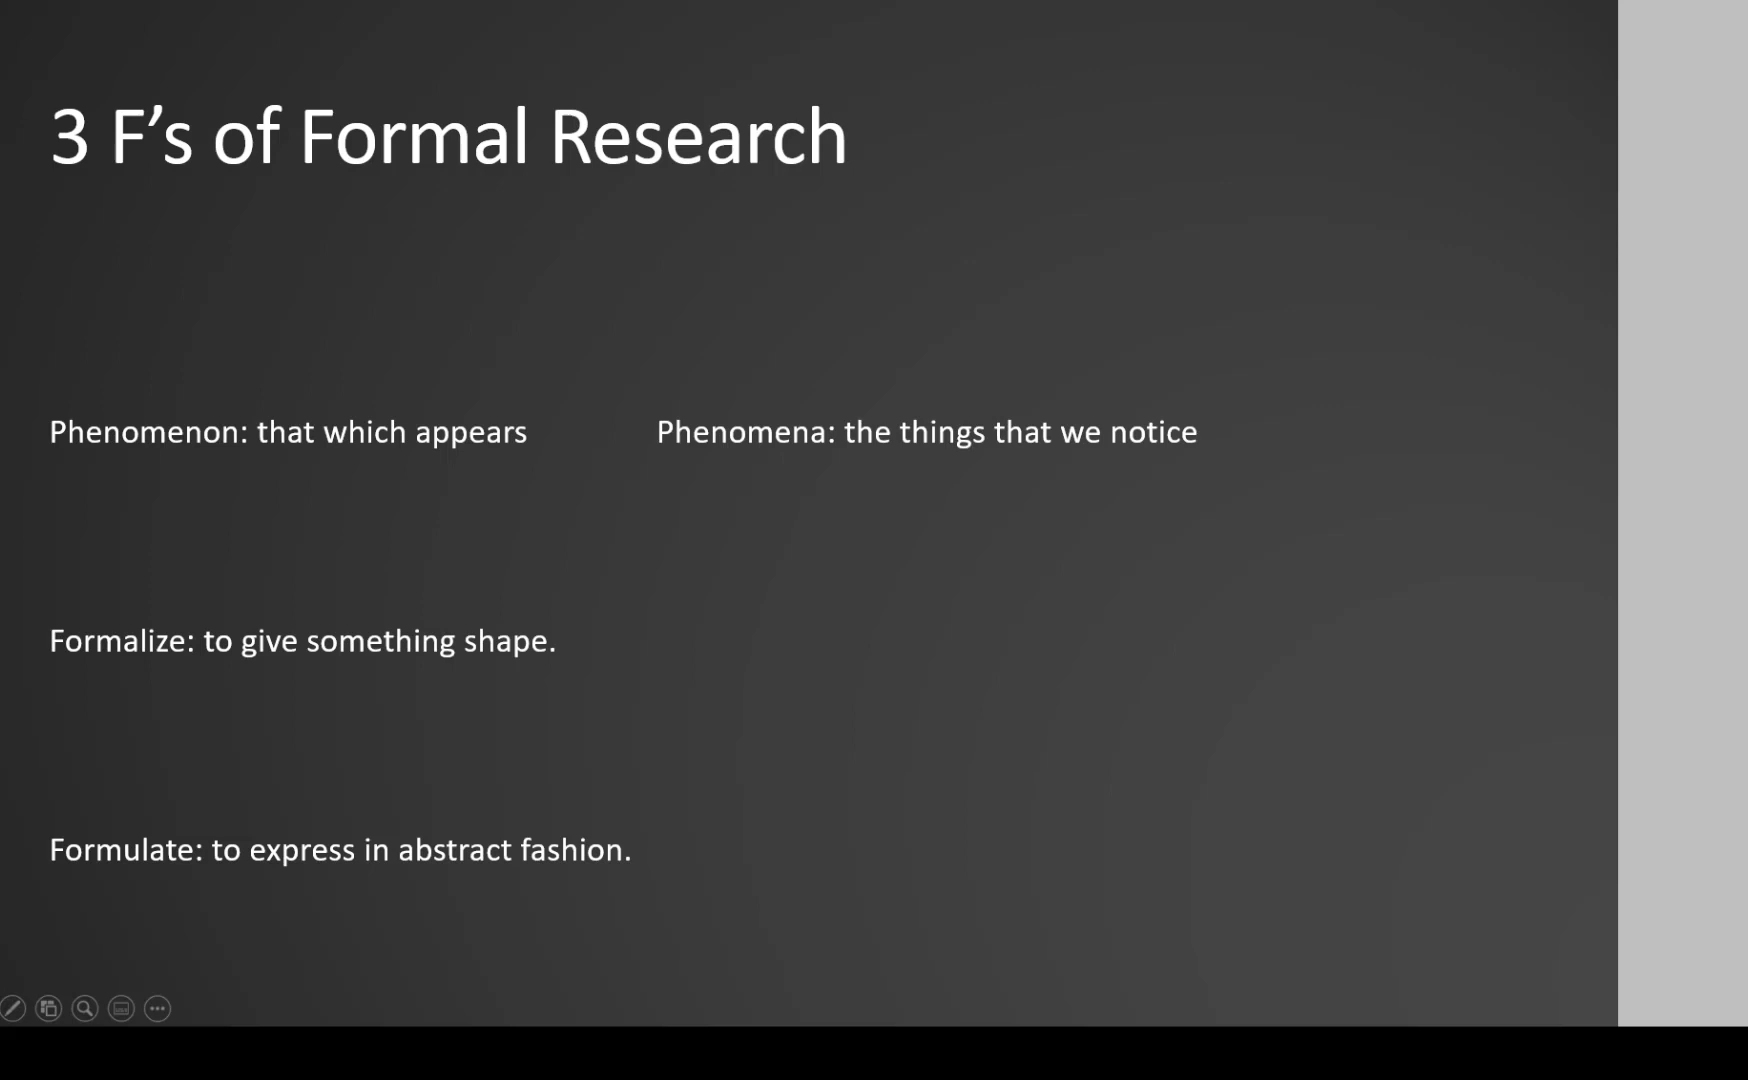 3 F’s of Formal Research
Phenomenon: that which appears
Phenomena: the things that we notice
Formalize: to give something shape.
Formulate: to express in abstract fashion.